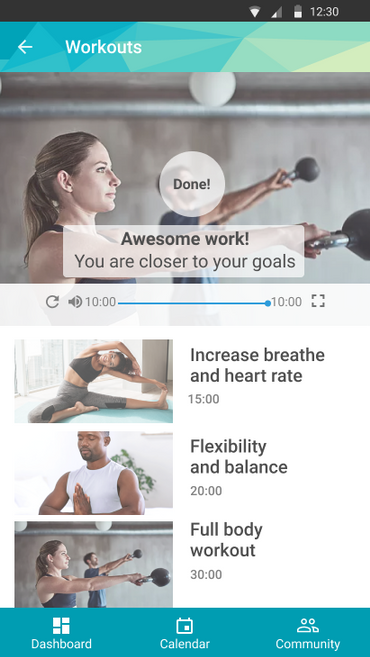 12:30
Workouts
Done!
Awesome work!
You are closer to your goals
10:00 10:00
Increase breathe
and heart rate
15:00
Flexibility
and balance
20:00
Full body
workout
30:00
Dashboard Calendar Community